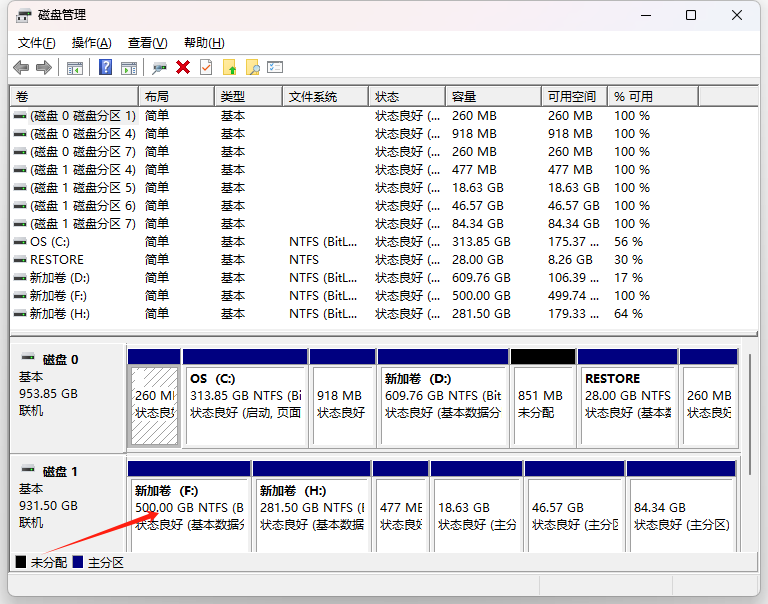 磁盘管理
文件(F) 操作(A) 查看(V) 帮助(H)
卷 布局 类型 文件系统 状态 容量 可用空间 % 可用
(磁盘 0 磁盘分区 1) 简单 基本 状态良好 (... 260 MB 260 MB 100 %
(磁盘 0 磁盘分区 4) 简单 基本 状态良好 (... 918 MB 918 MB 100 %
(磁盘 0 磁盘分区 7) 简单 基本 状态良好 (... 260 MB 260 MB 100 %
(磁盘 1 磁盘分区 4) 简单 基本 状态良好 (... 477 MB 477 MB 100 %
(磁盘 1 磁盘分区 5) 简单 基本 状态良好 (... 18.63 GB 18.63 GB 100 %
(磁盘 1 磁盘分区 6) 简单 基本 状态良好 (... 46.57 GB 46.57 GB 100 %
(磁盘 1 磁盘分区 7) 简单 基本 状态良好 (... 84.34 GB 84.34 GB 100 %
OS (C:) 简单 基本 NTFS (BitL... 状态良好 (... 313.85 GB 175.37 ... 56 %
RESTORE 简单 基本 NTFS 状态良好 (... 28.00 GB 8.26 GB 30 %
新加卷 (D:) 简单 基本 NTFS (BitL... 状态良好 (... 609.76 GB 106.39 ... 17 %
新加卷 (F:) 简单 基本 NTFS (BitL... 状态良好 (... 500.00 GB 499.74 ... 100 %
新加卷 (H:) 简单 基本 NTFS (BitL... 状态良好 (... 281.50 GB 179.33 ... 64 %
磁盘 0
基本
953.85 GB
联机
260 M
状态良好
OS (C:)
313.85 GB NTFS (Bi
状态良好 (启动, 页面
918 MB
状态良好
新加卷 (D:)
609.76 GB NTFS (Bit
状态良好 (基本数据分
851 MB
未分配
RESTORE
28.00 GB NTFS
状态良好 (基本数
260 MB
状态良好
磁盘 1
基本
931.50 GB
联机
新加卷 (F:)
500.00 GB NTFS (B
状态良好 (基本数据分
新加卷 (H:)
281.50 GB NTFS (
状态良好 (基本数据
477 MB
状态良好
18.63 GB
状态良好 (主分
46.57 GB
状态良好 (主分区
84.34 GB
状态良好 (主分区)
未分配 主分区